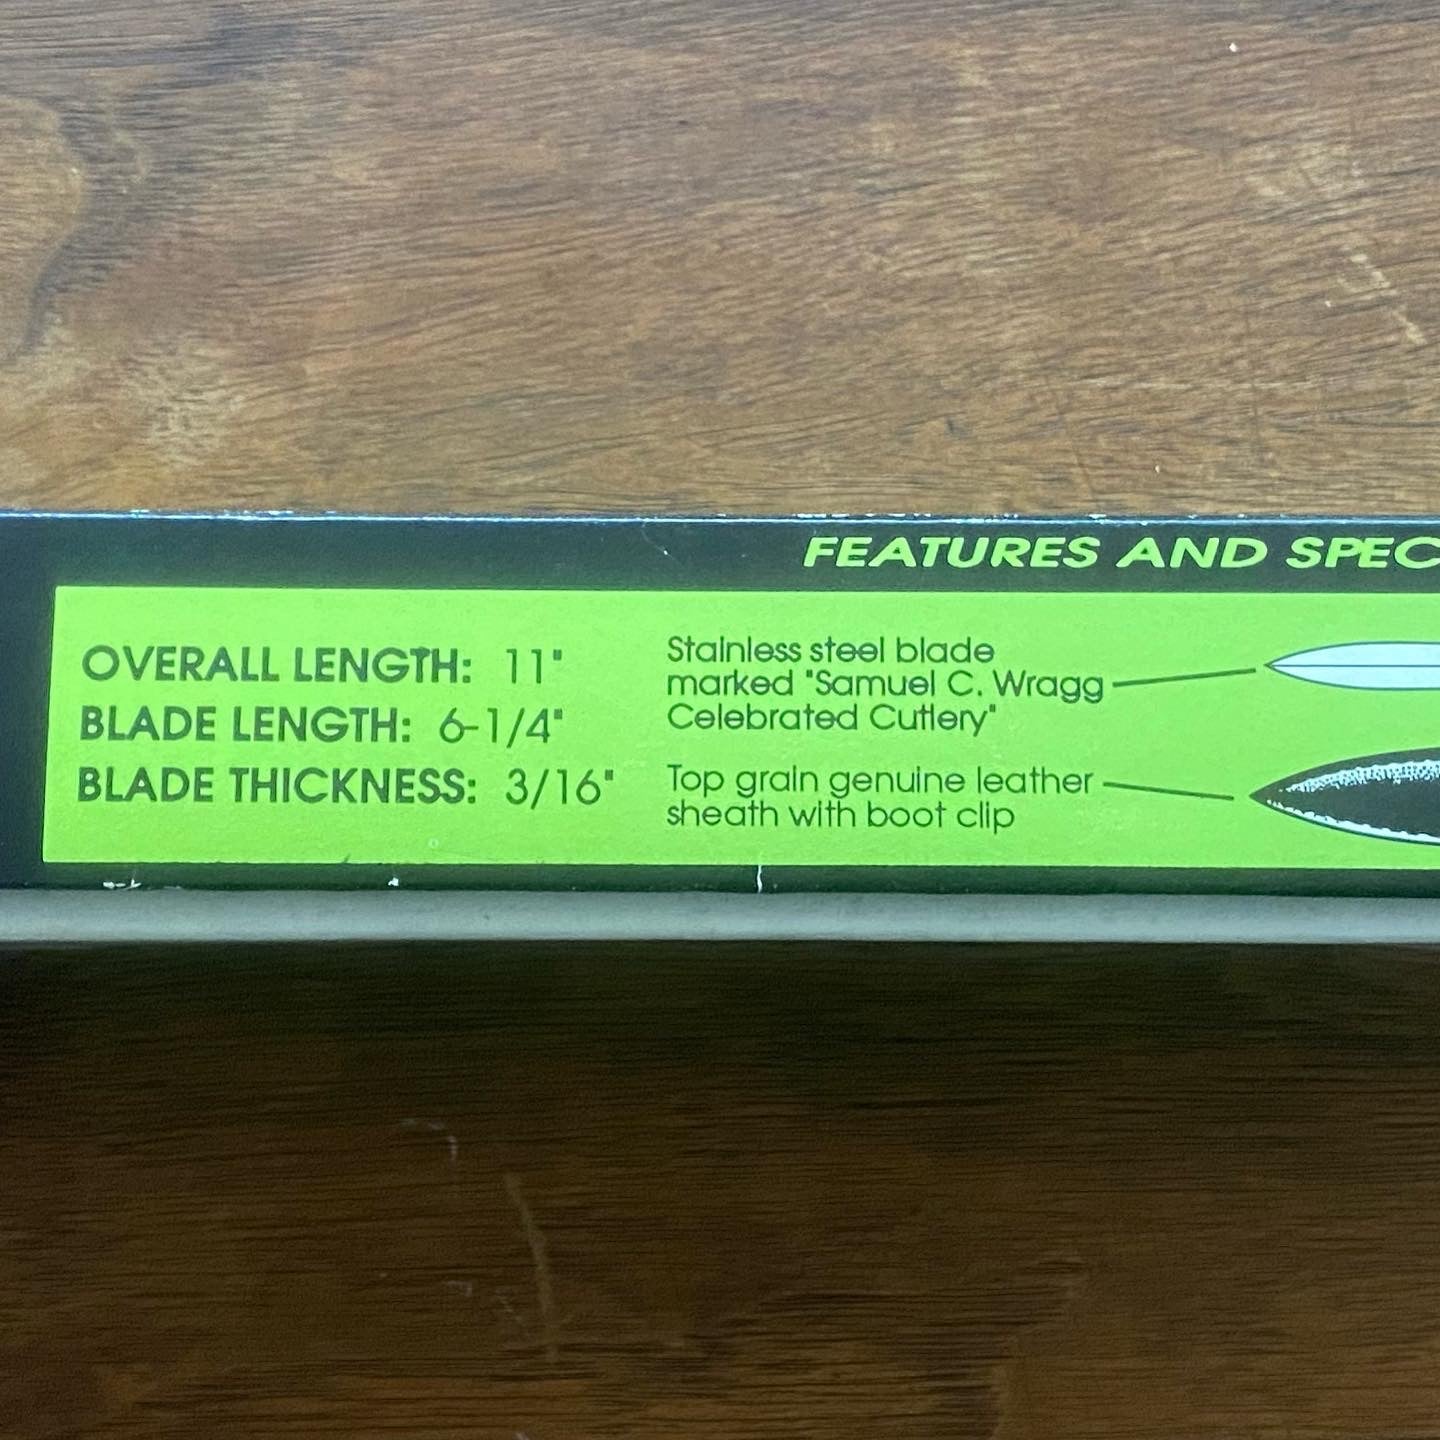 FEATURES AND SPEC
OVERALL LENGTH: 11"
BLADE LENGTH: 6-1/4"
BLADE THICKNESS: 3/16"
Stainless steel blade
marked "Samuel C. Wragg
Celebrated Cutlery"
Top grain genuine leather
sheath with boot clip